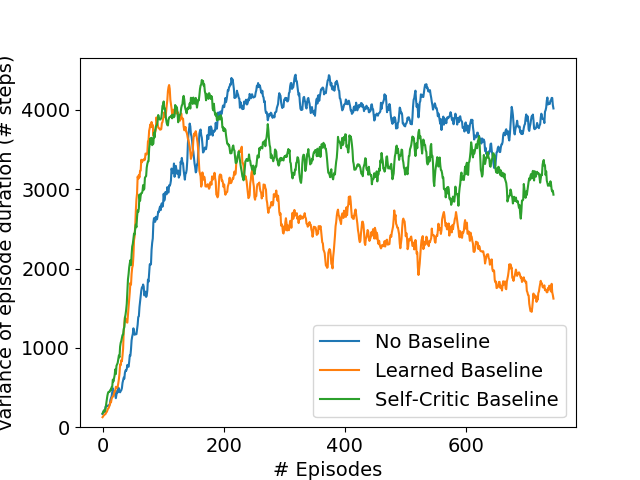 Variance of episode duration (# steps)
4000
3000
2000
1000
0
No Baseline
Learned Baseline
Self-Critic Baseline
0 200 400 600
# Episodes